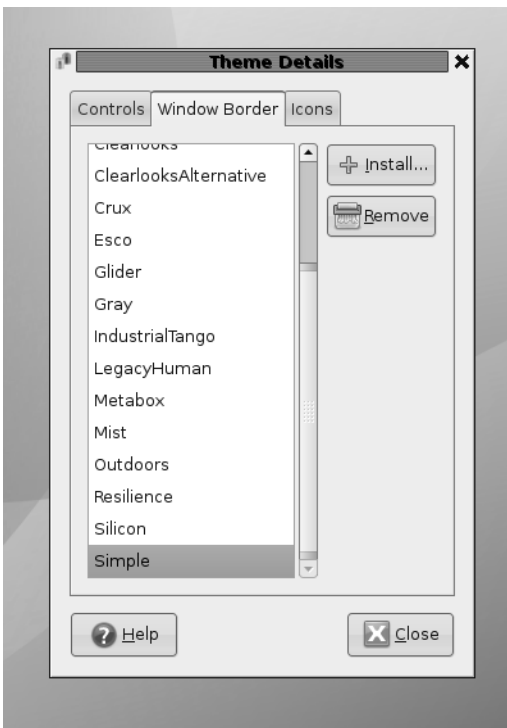 Theme Details
Controls
Window Border
Icons
Clearlooks
ClearlooksAlternative
Crux
Esco
Glider
Gray
IndustrialTango
LegacyHuman
Metabox
Mist
Outdoors
Resilience
Silicon
Simple
Install...
Remove
Help
Close